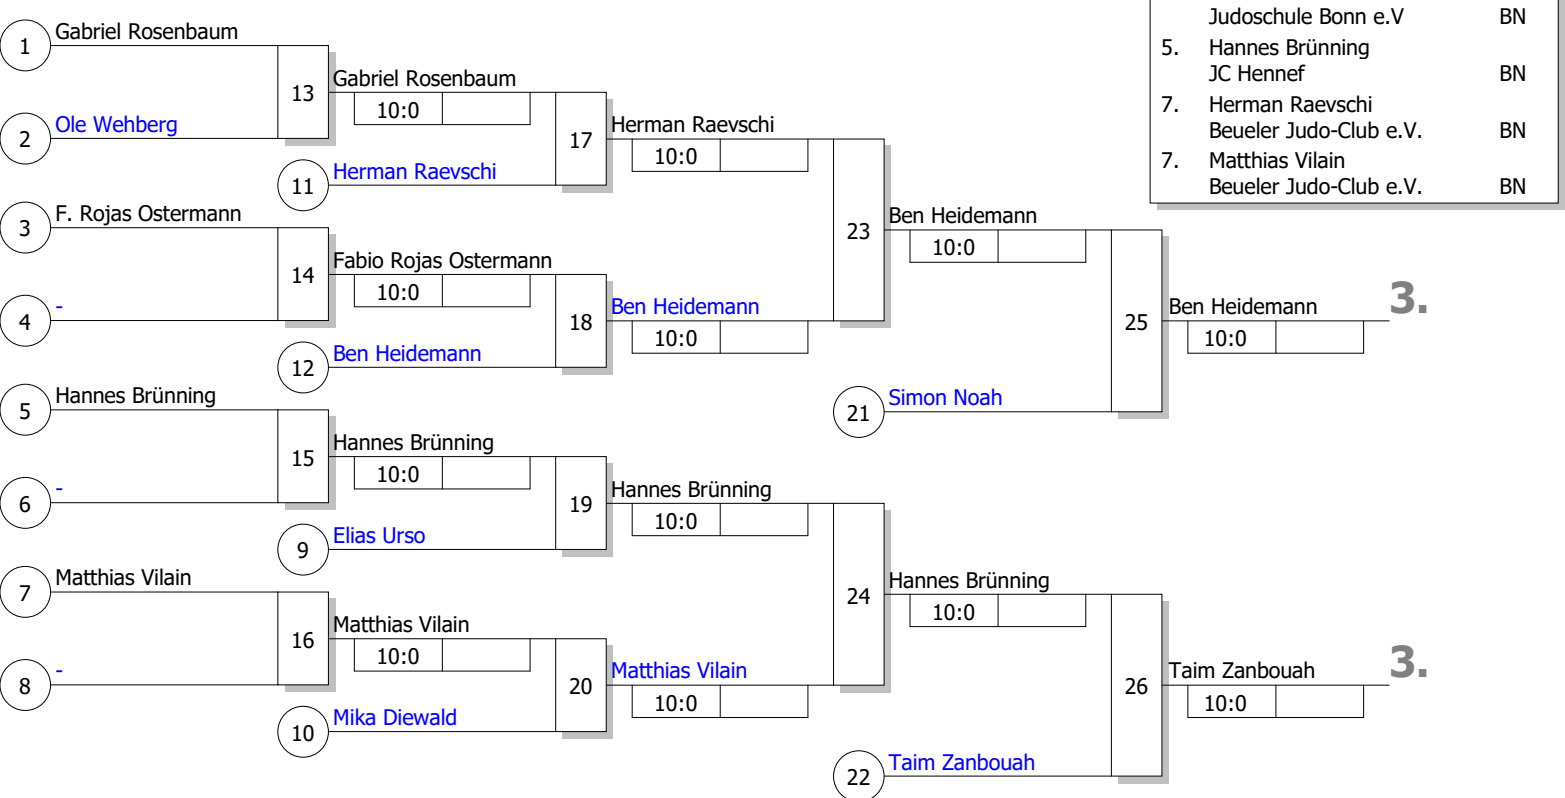 Judoschule Bonn e.V BN
5. Hannes Brünning
JC Hennef BN
7. Herman Raevschi
Beueler Judo-Club e.V. BN
7. Matthias Vilain
Beueler Judo-Club e.V. BN
1 Gabriel Rosenbaum
13 Gabriel Rosenbaum
10:0
2 Ole Wehberg
17 Herman Raevschi
10:0
11 Herman Raevschi
3 F. Rojas Ostermann
23 Ben Heidemann
10:0
14 Fabio Rojas Ostermann
10:0
4 -
18 Ben Heidemann
10:0
25 Ben Heidemann 3.
10:0
12 Ben Heidemann
5 Hannes Brünning
21 Simon Noah
15 Hannes Brünning
10:0
6 -
19 Hannes Brünning
10:0
9 Elias Urso
7 Matthias Vilain
24 Hannes Brünning
10:0
16 Matthias Vilain
10:0
8 -
20 Matthias Vilain
10:0
26 Taim Zanbouah 3.
10:0
10 Mika Diewald
22 Taim Zanbouah